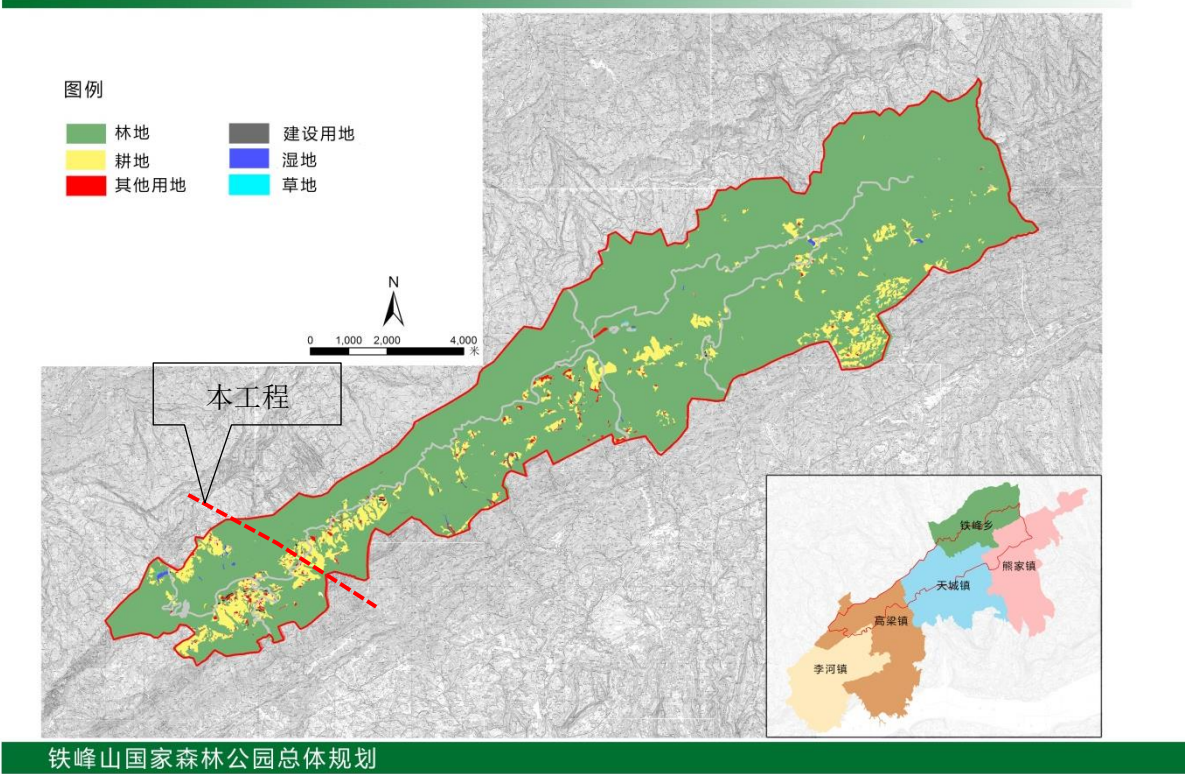 图例
林地
建设用地
耕地
湿地
其他用地
草地
N
0 1,000 2,000 4,000
米
本工程
铁峰乡
熊家镇
天城镇
高梁镇
李河镇
铁峰山国家森林公园总体规划